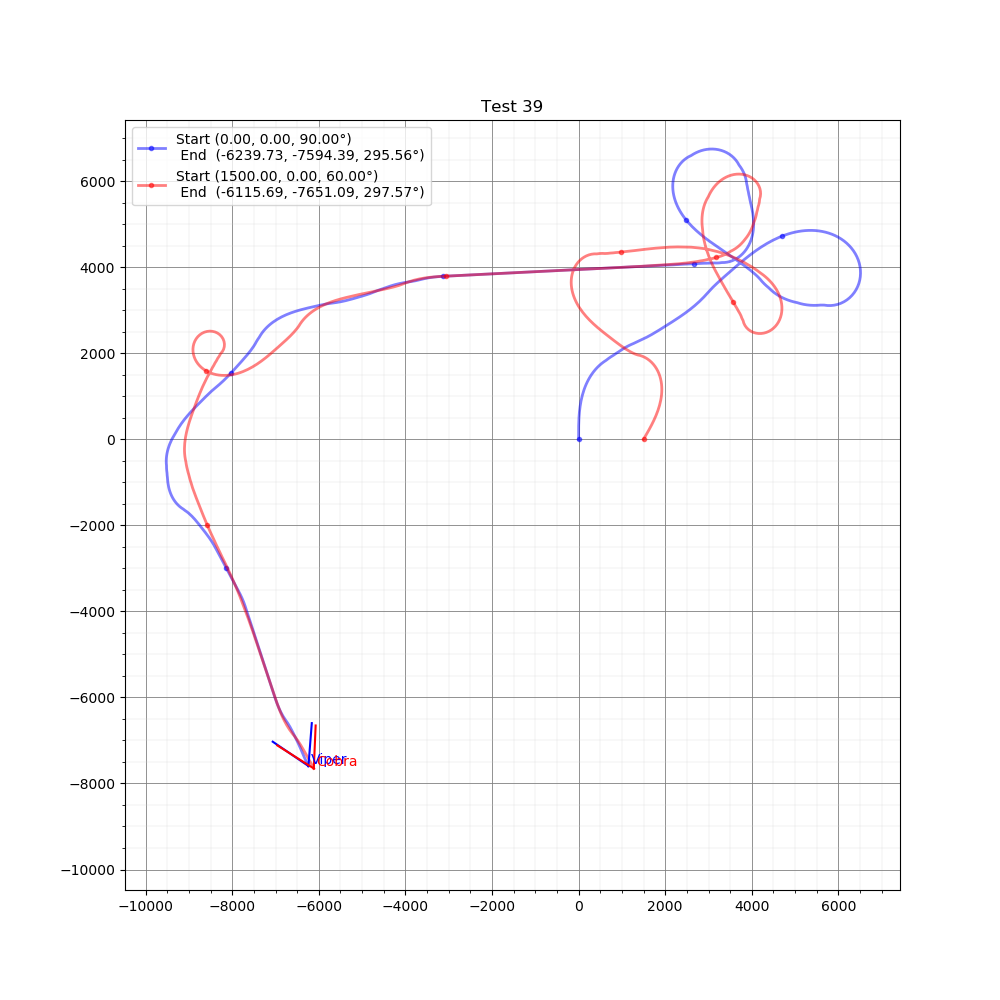 Test 39
Start (0.00, 0.00, 90.00°)
End  (-6239.73, -7594.39, 295.56°)
Start (1500.00, 0.00, 60.00°)
End  (-6115.69, -7651.09, 297.57°)
6000
4000
2000
0
−2000
−4000
−6000
−8000
−10000
Viper
Cobra
−10000 −8000 −6000 −4000 −2000 0 2000 4000 6000